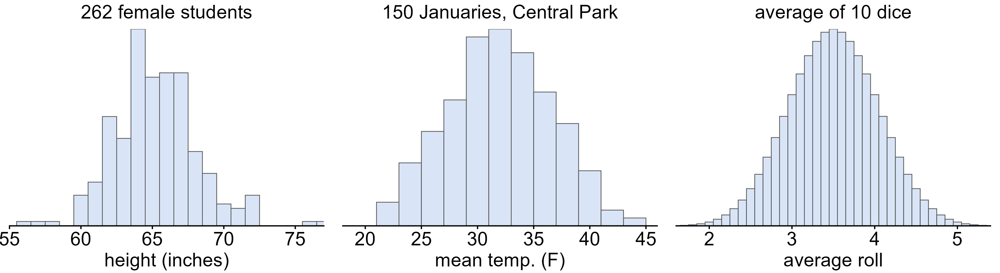 262 female students
55 60 65 70 75
height (inches)
150 Januaries, Central Park
20 25 30 35 40 45
mean temp. (F)
average of 10 dice
2 3 4 5
average roll